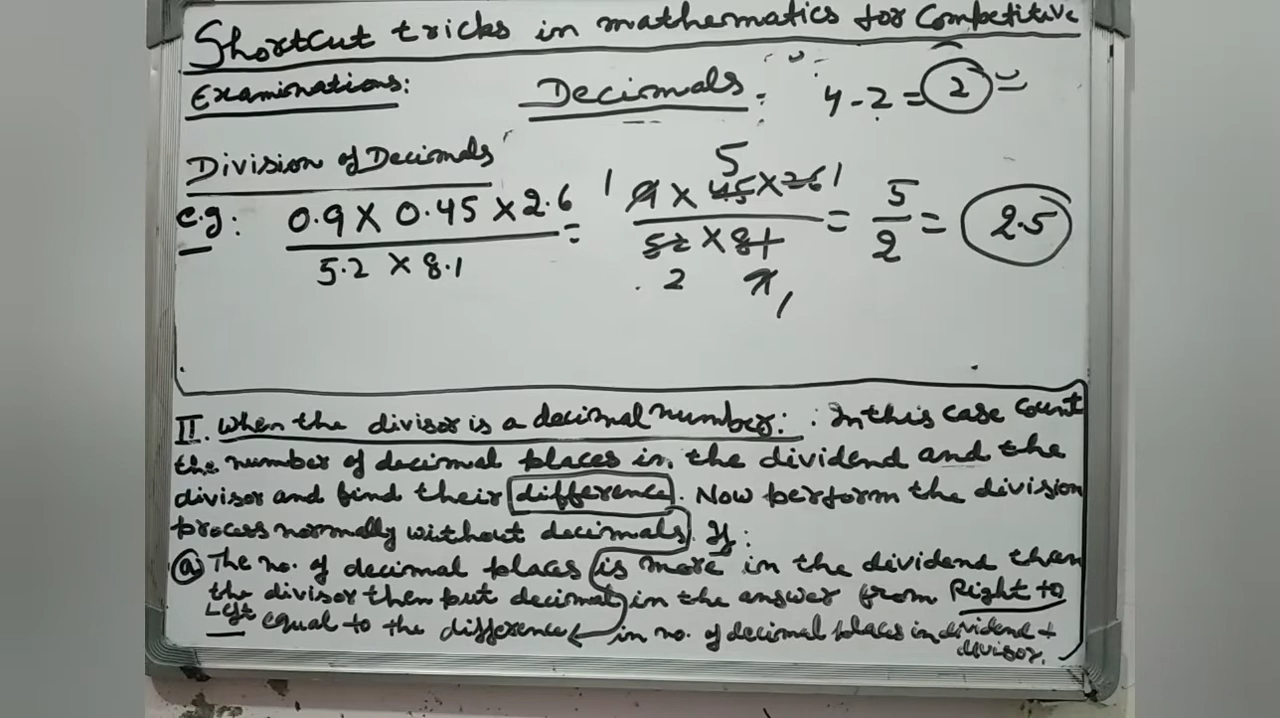 Shortcut tricks in mathematics for Competitive
Examinations: Decimals: 4-2=2
Division of Decimals
e.g: 0.9 X 0.45 X 2.6 / 5.2 X 8.1 = 9 X 45 X 26 / 52 X 81 = 5/2 = 2.5
1 5 1
2 9 1
II. When the divisor is a decimal number: : In this case count
the number of decimal places in the dividend and the
divisor and find their difference. Now perform the division
process normally without decimals. If:
(a) The no. of decimal places is more in the dividend then
the divisor then put decimal in the answer from Right to
Left equal to the difference in no. of decimal places in dividend +
divisor.